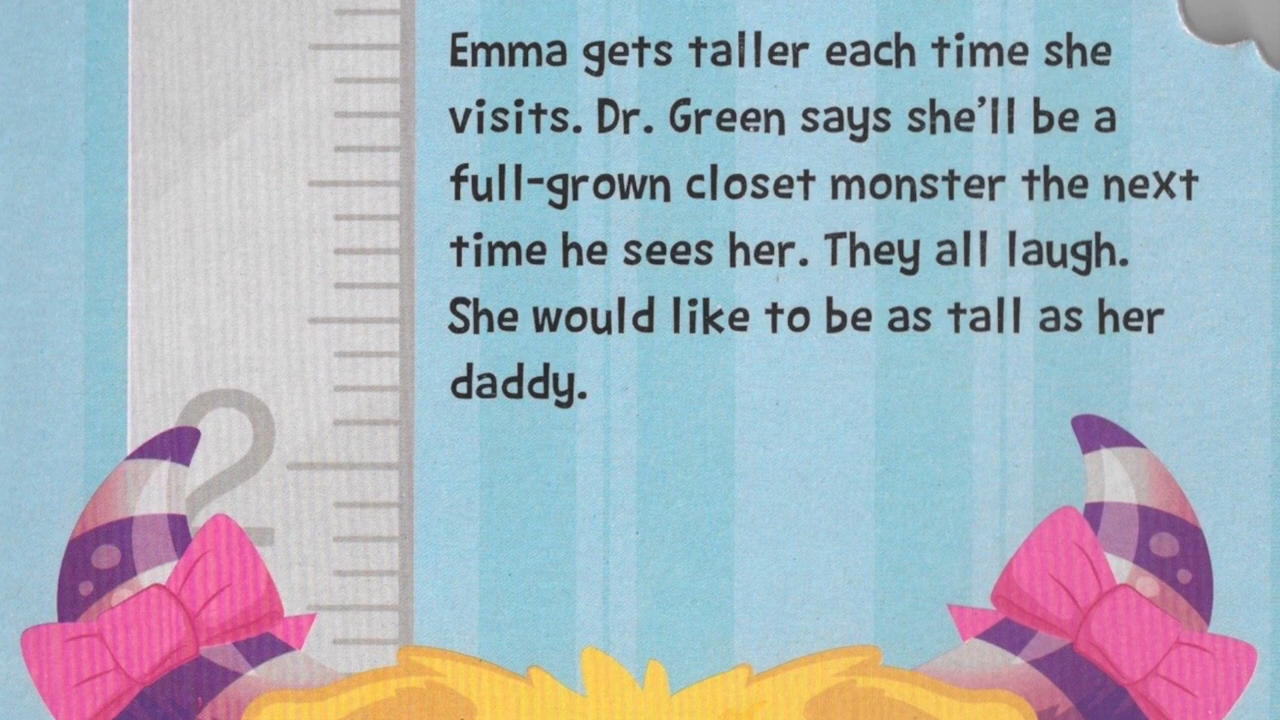 Emma gets taller each time she
visits. Dr. Green says she'll be a
full-grown closet monster the next
time he sees her. They all laugh.
She would like to be as tall as her
daddy.
2